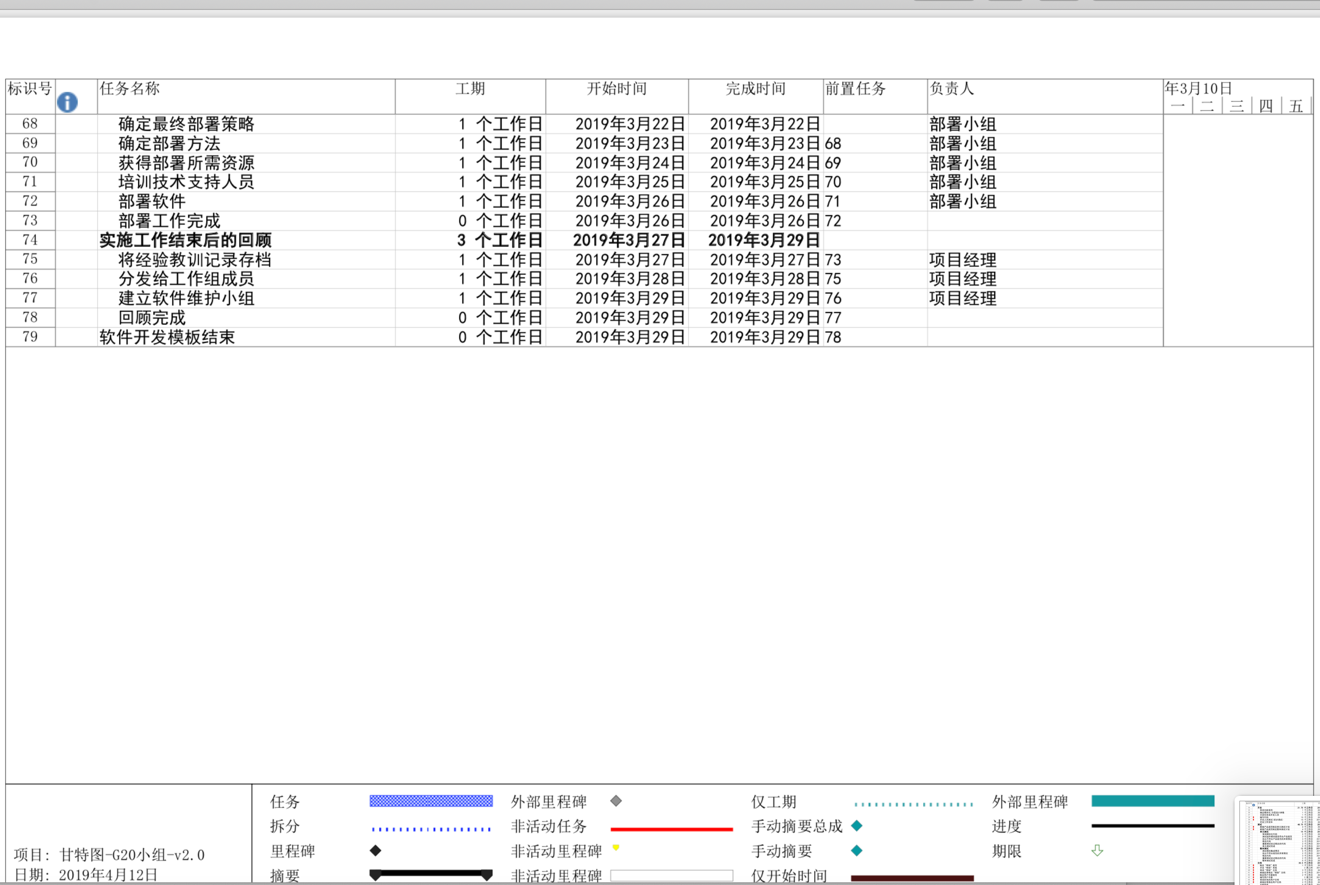 标识号 任务名称 工期 开始时间 完成时间 前置任务 负责人 年3月10日
一 二 三 四 五
68 确定最终部署策略 1 个工作日 2019年3月22日 2019年3月22日 部署小组
69 确定部署方法 1 个工作日 2019年3月23日 2019年3月23日 68 部署小组
70 获得部署所需资源 1 个工作日 2019年3月24日 2019年3月24日 69 部署小组
71 培训技术支持人员 1 个工作日 2019年3月25日 2019年3月25日 70 部署小组
72 部署软件 1 个工作日 2019年3月26日 2019年3月26日 71 部署小组
73 部署工作完成 0 个工作日 2019年3月26日 2019年3月26日 72
74 实施工作结束后的回顾 3 个工作日 2019年3月27日 2019年3月29日
75 将经验教训记录存档 1 个工作日 2019年3月27日 2019年3月27日 73 项目经理
76 分发给工作组成员 1 个工作日 2019年3月28日 2019年3月28日 75 项目经理
77 建立软件维护小组 1 个工作日 2019年3月29日 2019年3月29日 76 项目经理
78 回顾完成 0 个工作日 2019年3月29日 2019年3月29日 77
79 软件开发模板结束 0 个工作日 2019年3月29日 2019年3月29日 78
项目: 甘特图-G20小组-v2.0
日期: 2019年4月12日
任务 外部里程碑 仅工期 外部里程碑
拆分 非活动任务 手动摘要总成 进度
里程碑 非活动里程碑 手动摘要 期限
摘要 非活动里程碑 仅开始时间